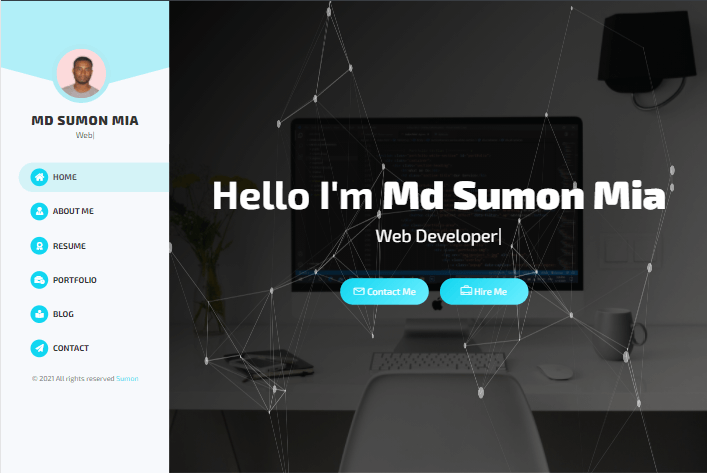 MD SUMON MIA
Web|
HOME
ABOUT ME
RESUME
PORTFOLIO
BLOG
CONTACT
© 2021 All rights reserved Sumon
Hello I'm Md Sumon Mia
Web Developer|
Contact Me
Hire Me